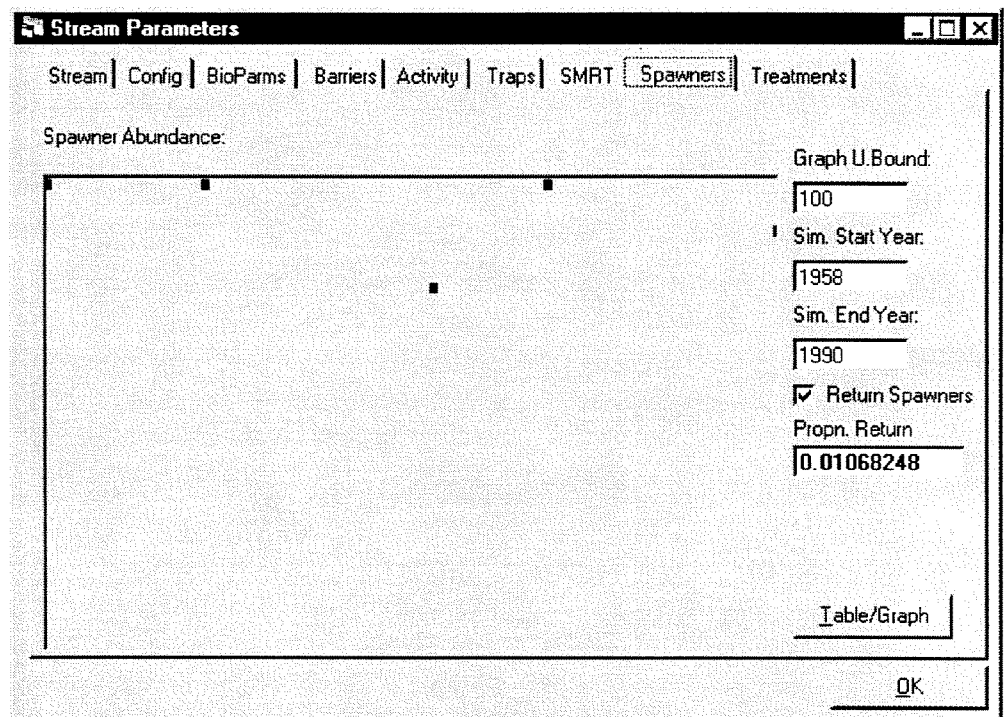 Stream Parameters
Stream Config BioParms Barriers Activity Traps SMRT Spawners Treatments
Spawner Abundance:
Graph U.Bound:
100
Sim. Start Year:
1958
Sim. End Year:
1990
Return Spawners
Propn. Return
0.01068248
Table/Graph
OK